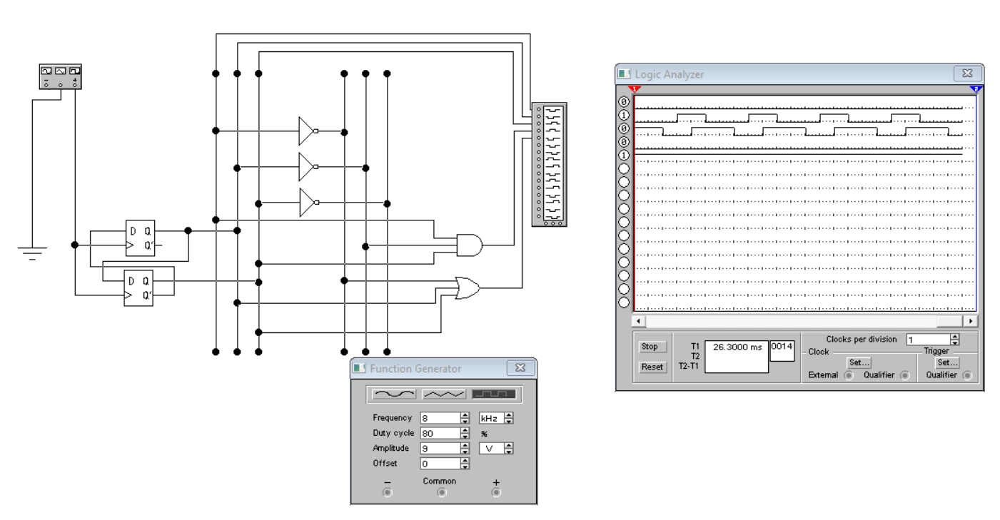 - +
D Q
Q'
D Q
Q'
Logic Analyzer
1 2
0
1
0
0
1
Stop
Reset
T1 26.3000 ms 0014
T2
T2-T1
Clocks per division 1
Clock
Set...
External Qualifier
Trigger
Set...
Qualifier
Function Generator
Frequency 8 kHz
Duty cycle 80 %
Amplitude 9 V
Offset 0
- Common +